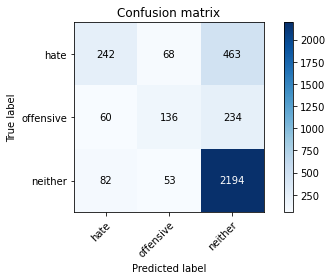 Confusion matrix
hate 242 68 463
offensive 60 136 234
neither 82 53 2194
hate offensive neither
True label
Predicted label
2000
1750
1500
1250
1000
750
500
250